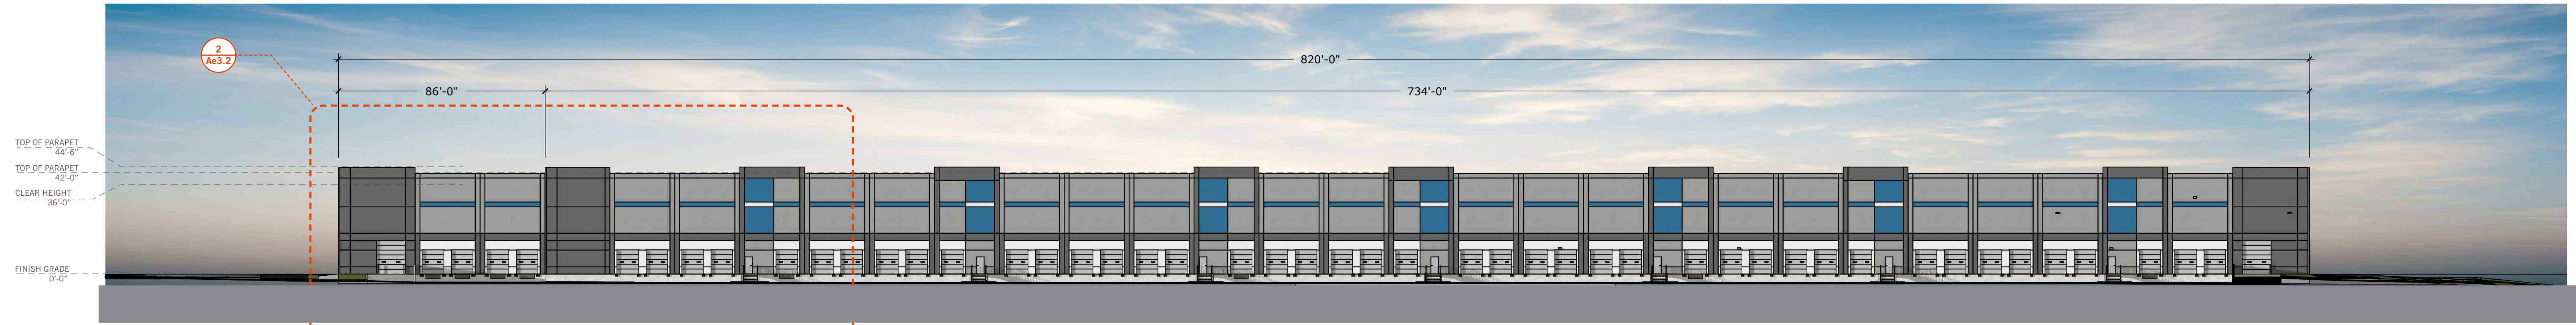 2
Ae3.2
820'-0"
86'-0"
734'-0"
TOP OF PARAPET
44'-6"
TOP OF PARAPET
42'-0"
CLEAR HEIGHT
36'-0"
FINISH GRADE
0'-0"